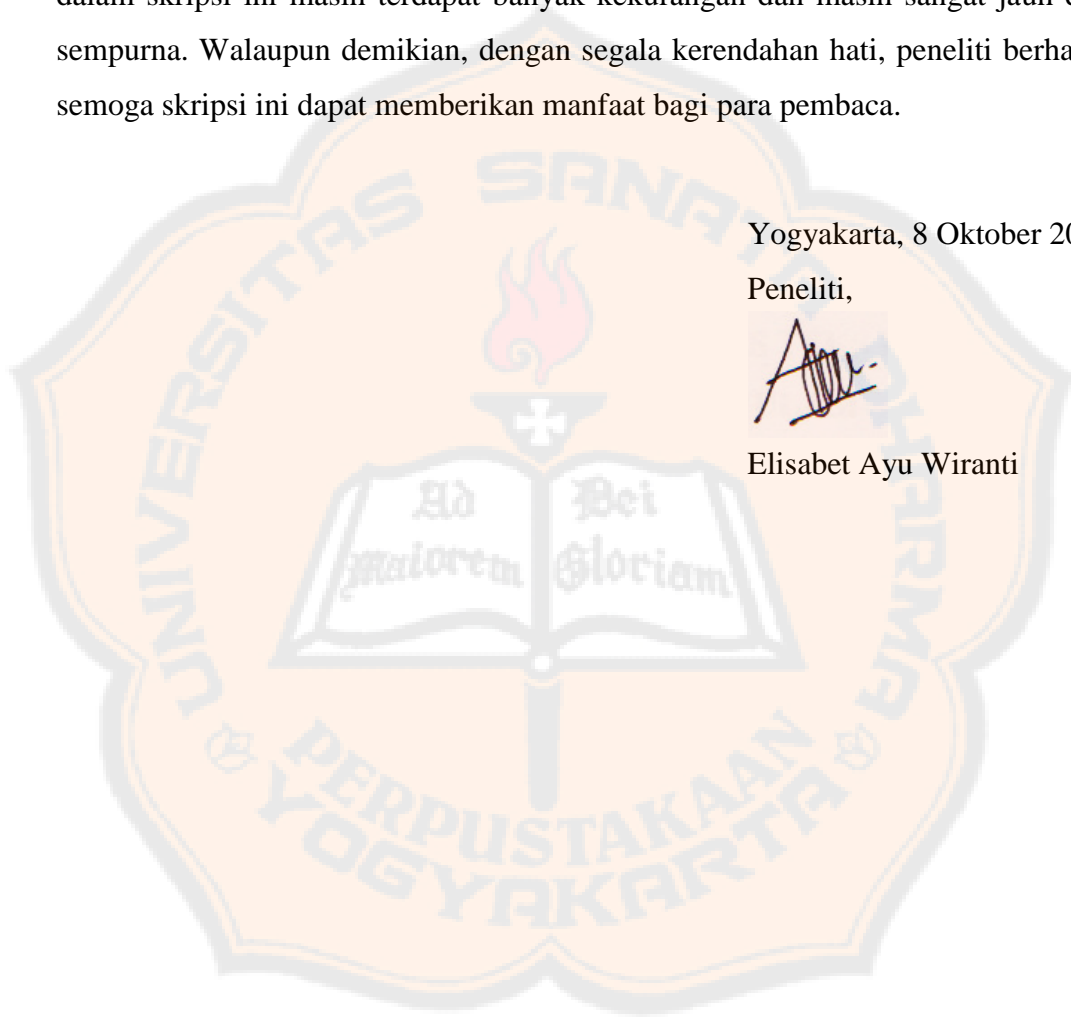 dalam skripsi ini masih terdapat banyak kekurangan dan masih sangat jauh
sempurna. Walaupun demikian, dengan segala kerendahan hati, peneliti
semoga skripsi ini dapat memberikan manfaat bagi para pembaca.
Yogyakarta, 8 Oktober
Peneliti,
Elisabet Ayu Wiranti
UNIVERSITAS SANATA DHARMA
Ad Dei
Maiorem Gloriam
PERPUSTAKAAN
YOGYAKARTA